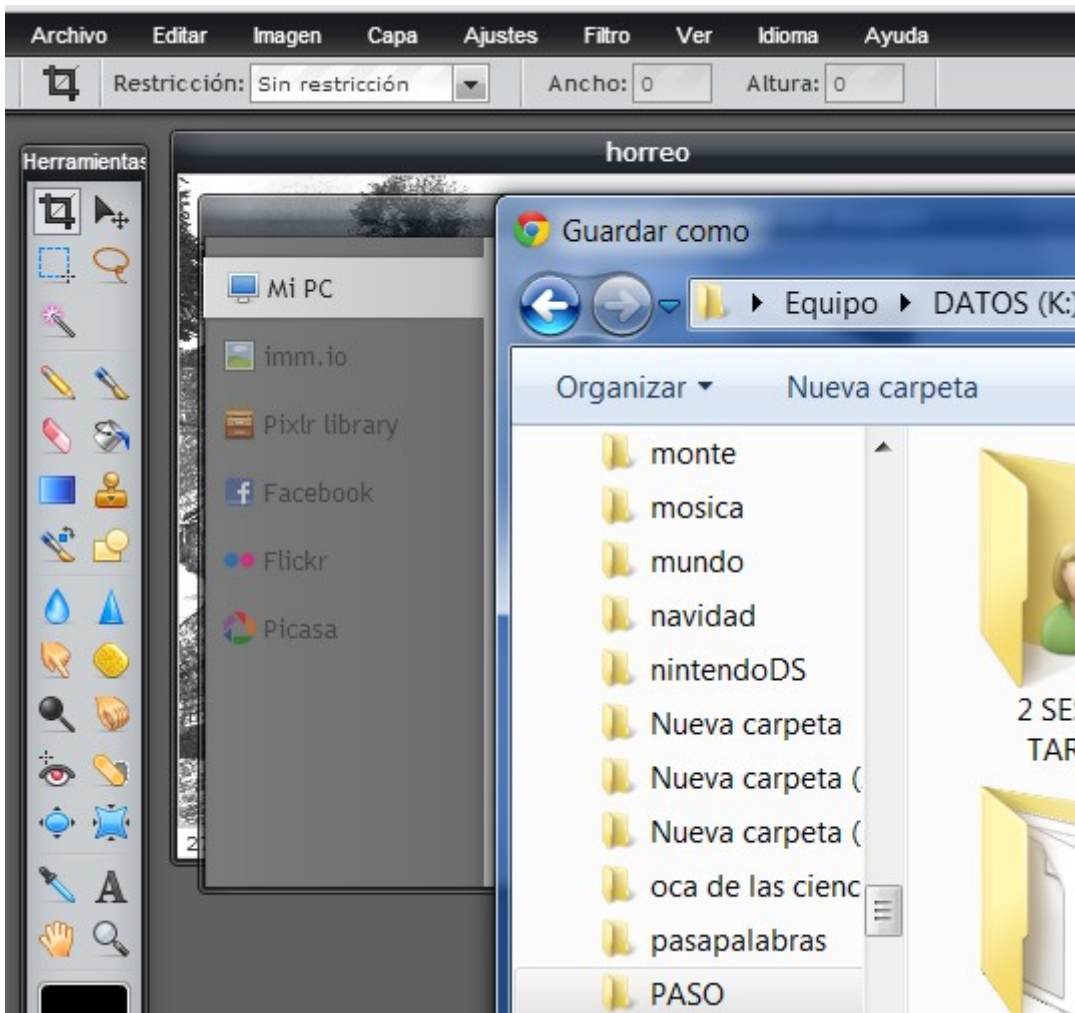 Archivo Editar Imagen Capa Ajustes Filtro Ver Idioma Ayuda
Restricción: Sin restricción Ancho: 0 Altura: 0
Herramientas
horreo
Mi PC
imm.io
Pixlr library
Facebook
Flickr
Picasa
Guardar como
Equipo DATOS (K:)
Organizar Nueva carpeta
monte
mosica
mundo
navidad
nintendoDS
Nueva carpeta
Nueva carpeta (
Nueva carpeta (
oca de las cienc
pasapalabras
PASO
2 SES
TAR